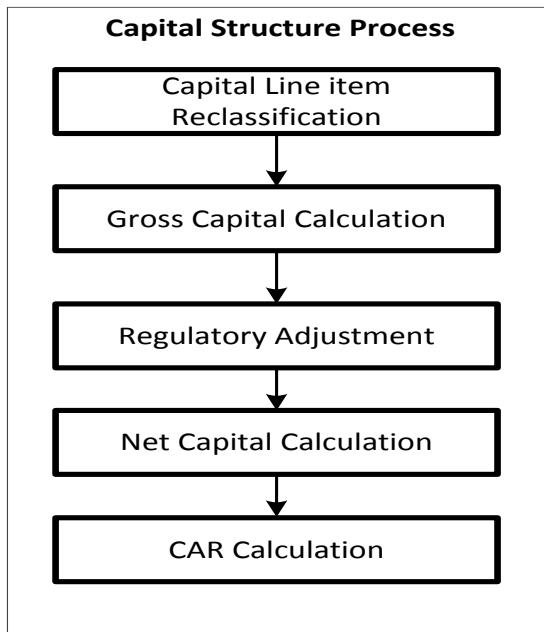 Capital Structure Process
Capital Line item
Reclassification
Gross Capital Calculation
Regulatory Adjustment
Net Capital Calculation
CAR Calculation